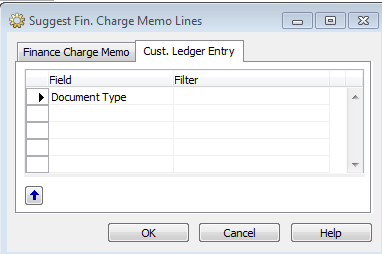 Suggest Fin. Charge Memo Lines
Finance Charge Memo Cust. Ledger Entry
Field Filter
Document Type
OK Cancel Help